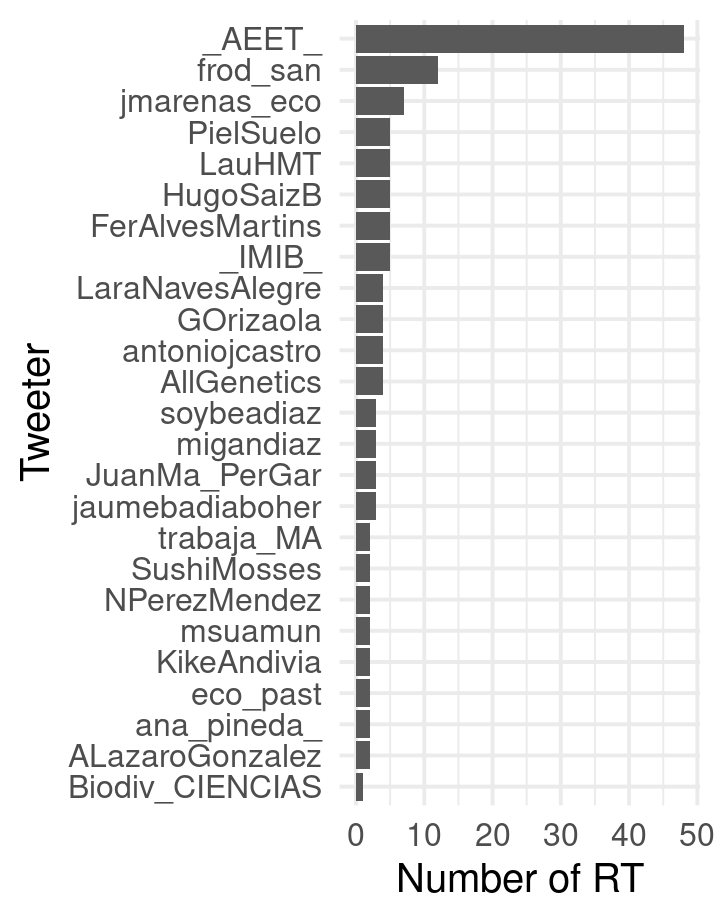 _AEET_
frod_san
jmarenas_eco
PielSuelo
LauHMT
HugoSaizB
FerAlvesMartins
_IMIB_
LaraNavesAlegre
GOrizaola
antoniojcastro
AllGenetics
soybeadiaz
migandiaz
JuanMa_PerGar
jaumebadiaboher
trabaja_MA
SushiMosses
NPerezMendez
msuamun
KikeAndivia
eco_past
ana_pineda_
ALazaroGonzalez
Biodiv_CIENCIAS
Tweeter
0 10 20 30 40 50
Number of RT